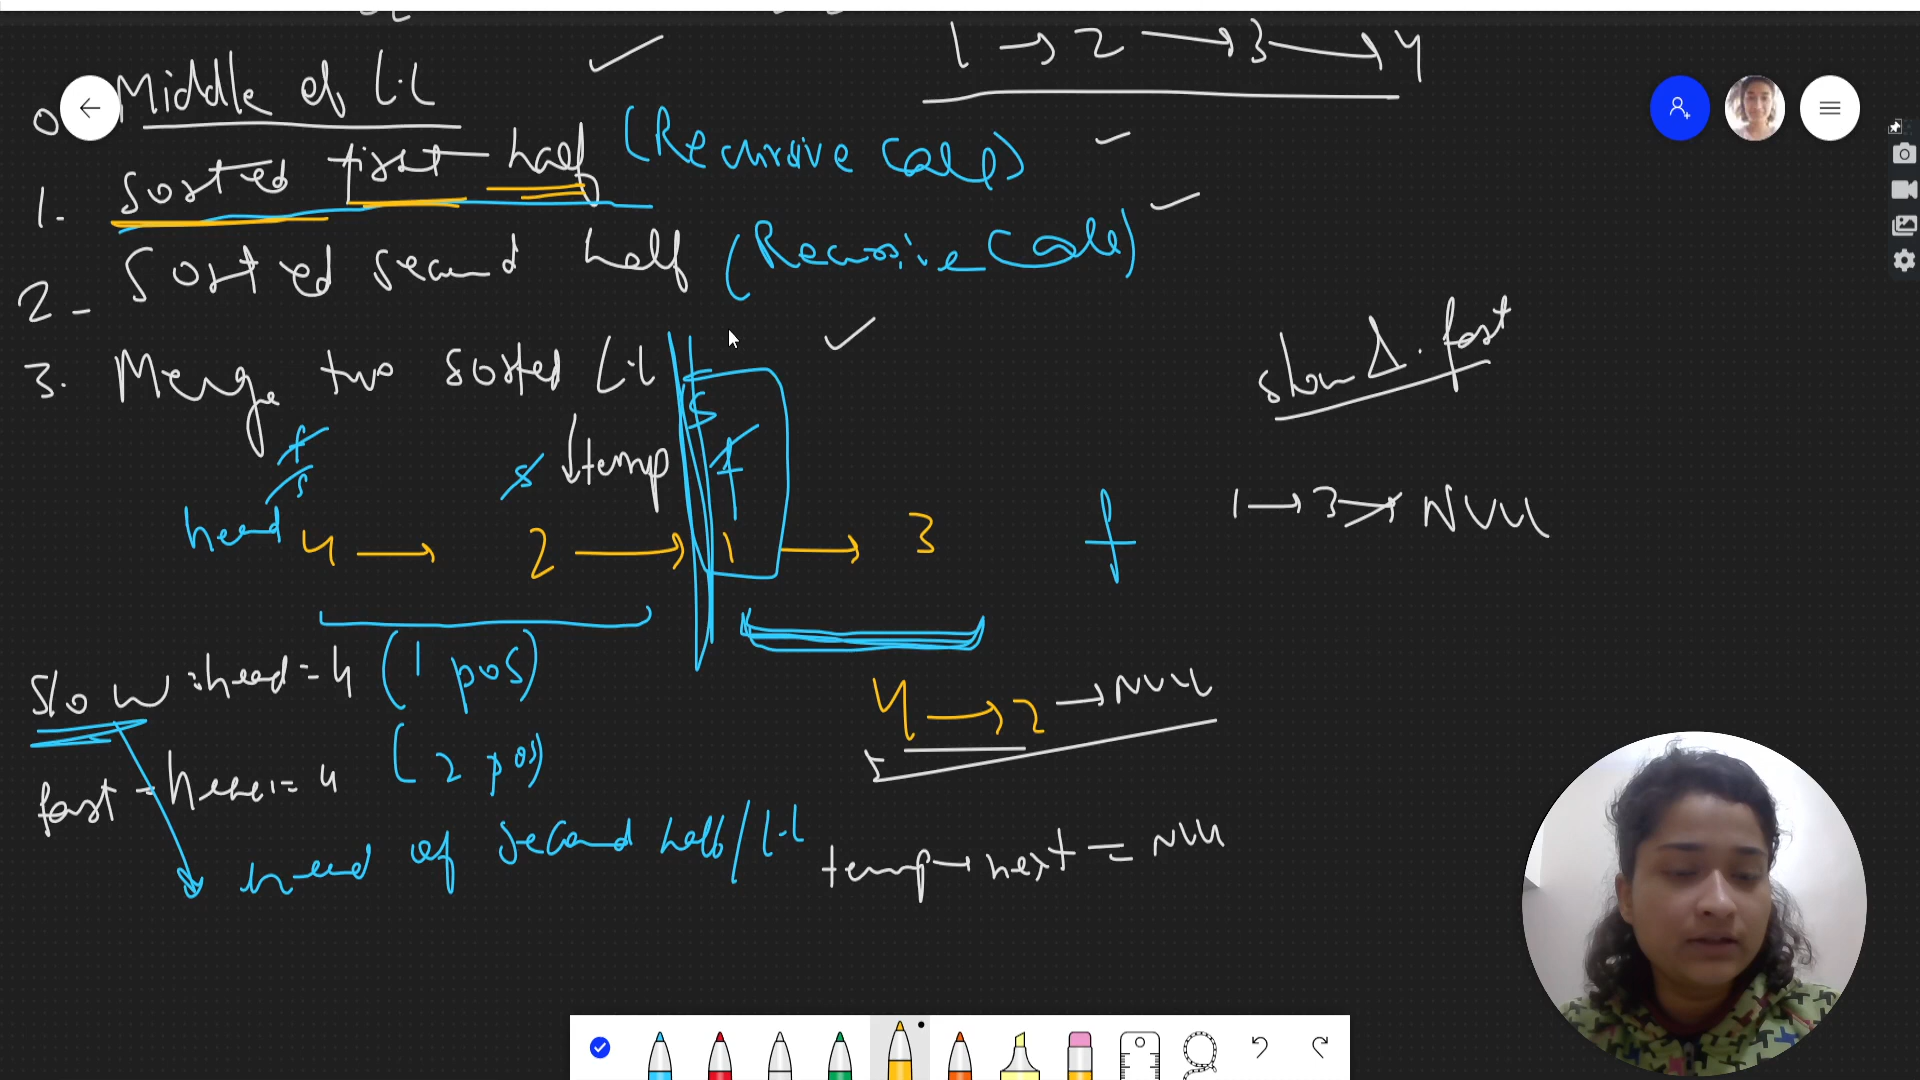 1 → 2 → 3 → 4
0. Middle of L.L
1. Sorted first half (Recursive Call)
2- Sorted second half (Recursive Call)
3. Merge two sorted L.L
slow & fast
f
s
s ↓temp
s
f
head 4 → 2 → 1 → 3
f
1 → 3 → NULL
slow = head = 4 (1 pos)
4 → 2 → NULL
fast = head = 4 (2 pos)
head of second half/L.L
temp→next = NULL